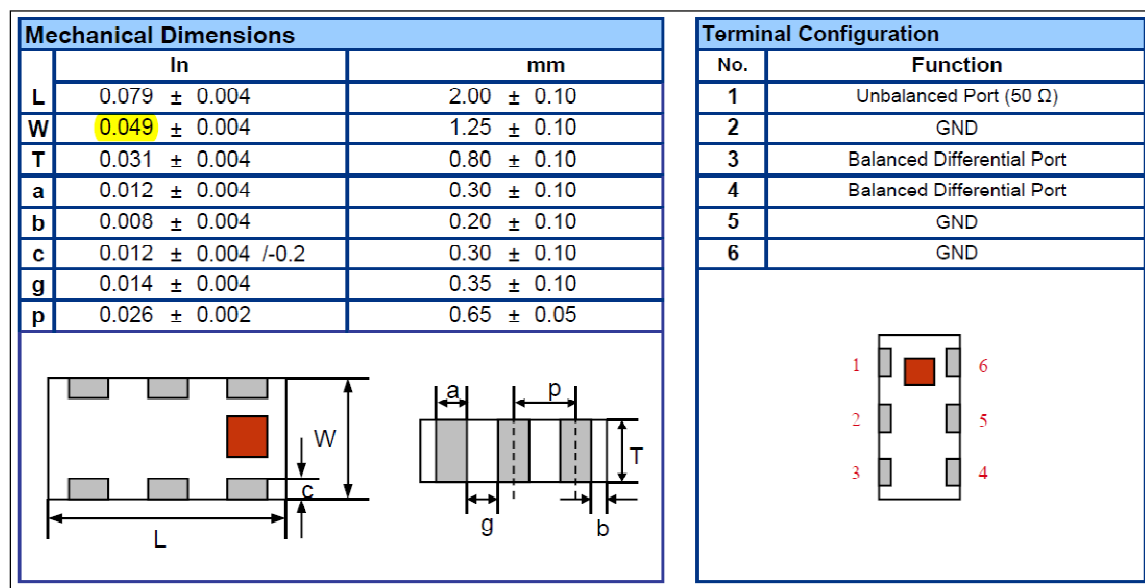 Mechanical Dimensions
In mm
L 0.079 ± 0.004 2.00 ± 0.10
W 0.049 ± 0.004 1.25 ± 0.10
T 0.031 ± 0.004 0.80 ± 0.10
a 0.012 ± 0.004 0.30 ± 0.10
b 0.008 ± 0.004 0.20 ± 0.10
c 0.012 ± 0.004 /-0.2 0.30 ± 0.10
g 0.014 ± 0.004 0.35 ± 0.10
p 0.026 ± 0.002 0.65 ± 0.05
W
c
L
a p
T
g b
Terminal Configuration
No. Function
1 Unbalanced Port (50 Ω)
2 GND
3 Balanced Differential Port
4 Balanced Differential Port
5 GND
6 GND
1 6
2 5
3 4